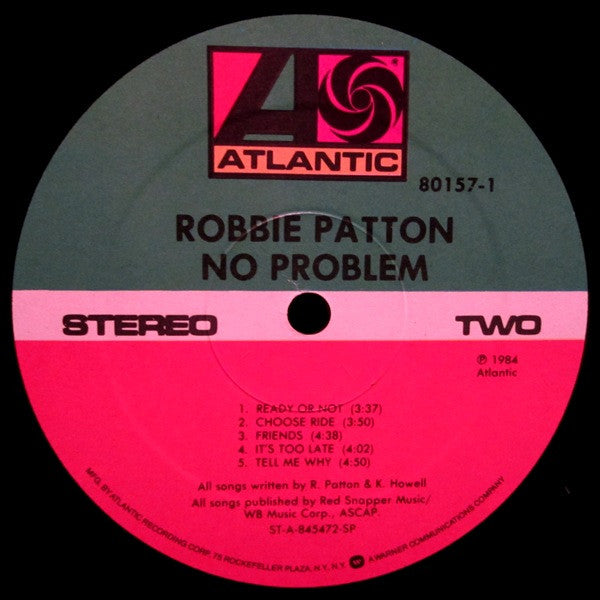 ATLANTIC
®
80157-1
ROBBIE PATTON
NO PROBLEM
STEREO
TWO
℗ 1984
Atlantic
1. READY OR NOT (3:37)
2. CHOOSE RIDE (3:50)
3. FRIENDS (4:38)
4. IT'S TOO LATE (4:02)
5. TELL ME WHY (4:50)
All songs written by R. Patton & K. Howell
All songs published by Red Snapper Music/
WB Music Corp., ASCAP.
ST-A-845472-SP
MFG. BY ATLANTIC RECORDING CORP. 75 ROCKEFELLER PLAZA, N.Y., N.Y. A WARNER COMMUNICATIONS COMPANY